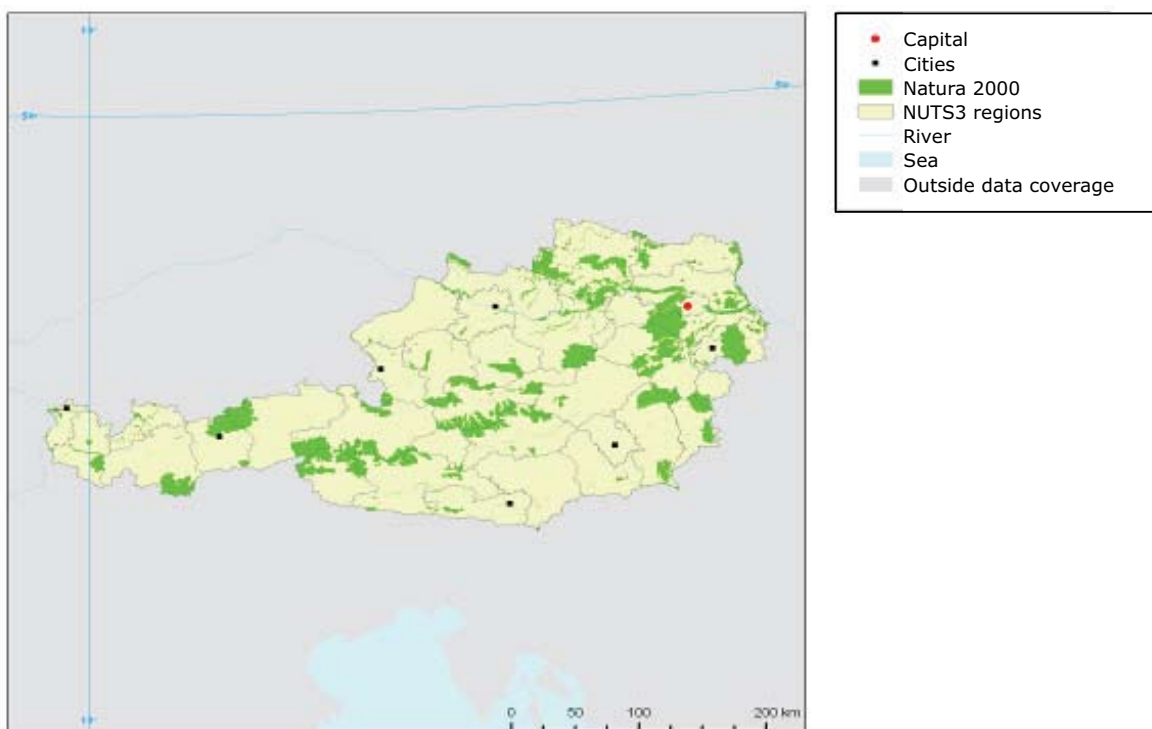 Capital
Cities
Natura 2000
NUTS3 regions
River
Sea
Outside data coverage
0 50 100 200 km